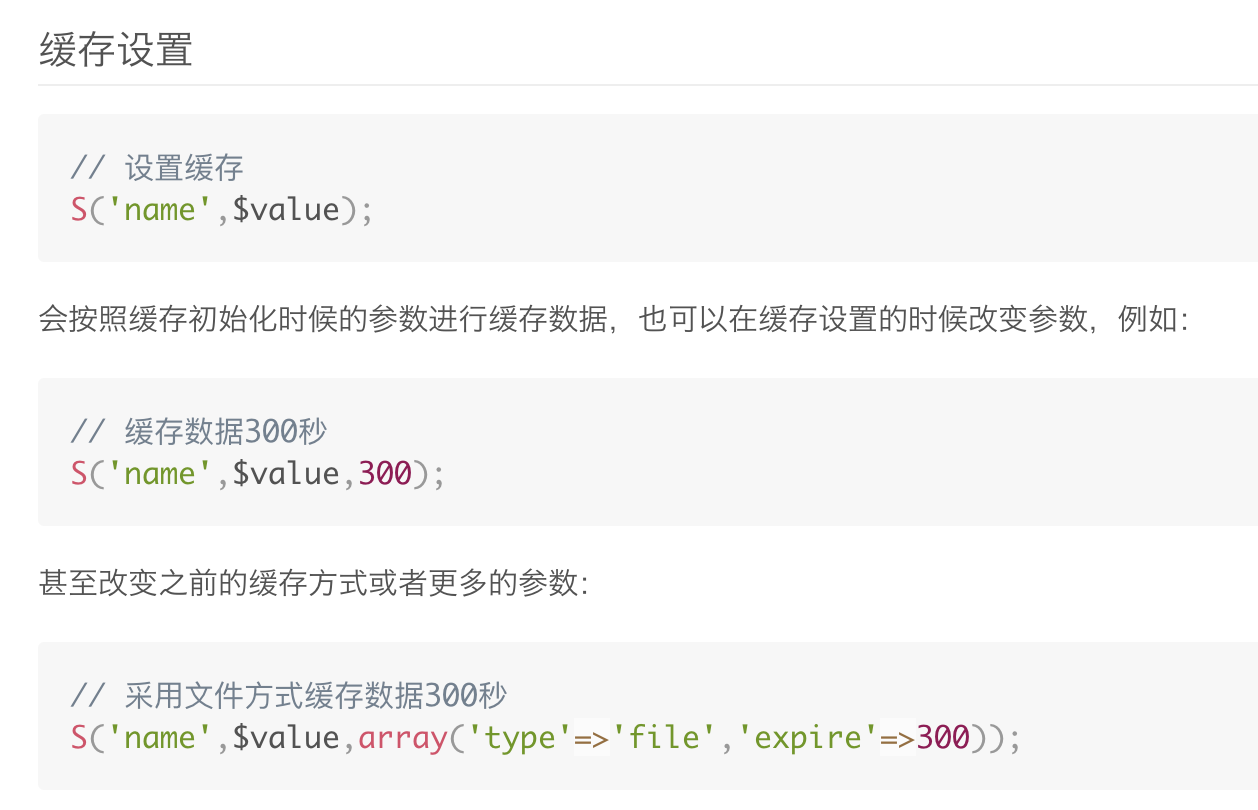 缓存设置
// 设置缓存
S('name',$value);
会按照缓存初始化时候的参数进行缓存数据，也可以在缓存设置的时候改变参数，例如：
// 缓存数据300秒
S('name',$value,300);
甚至改变之前的缓存方式或者更多的参数：
// 采用文件方式缓存数据300秒
S('name',$value,array('type'=>'file','expire'=>300));